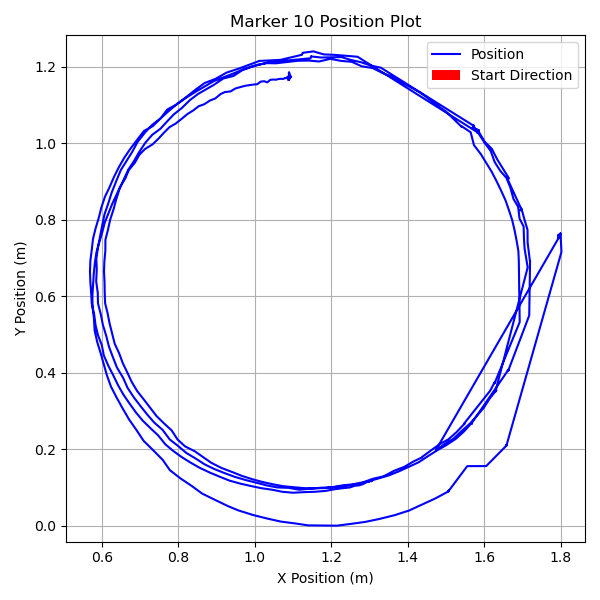 Marker 10 Position Plot
Position
Start Direction
Y Position (m)
1.2
1.0
0.8
0.6
0.4
0.2
0.0
0.6 0.8 1.0 1.2 1.4 1.6 1.8
X Position (m)